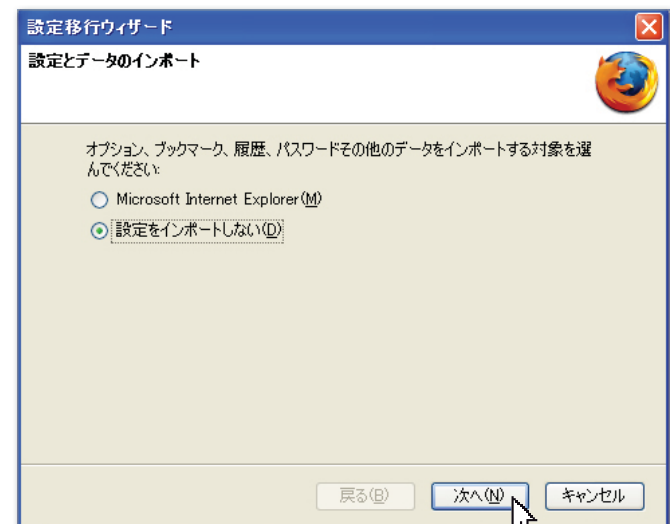 設定移行ウィザード
設定とデータのインポート
オプション、ブックマーク、履歴、パスワードその他のデータをインポートする対象を選
んでください:
Microsoft Internet Explorer(M)
設定をインポートしない(D)
戻る(B) 次へ(N) キャンセル